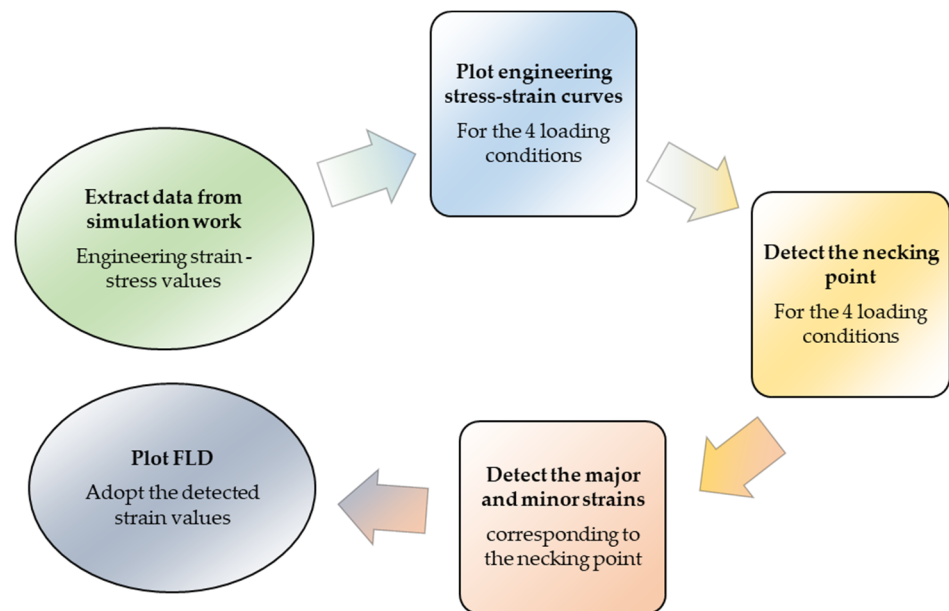 Extract data from
simulation work
Engineering strain -
stress values
Plot engineering
stress-strain curves
For the 4 loading
conditions
Detect the necking
point
For the 4 loading
conditions
Detect the major
and minor strains
corresponding to
the necking point
Plot FLD
Adopt the detected
strain values